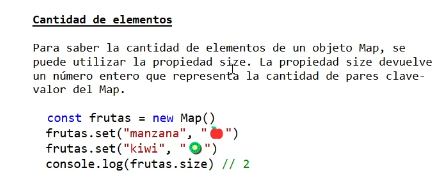 Cantidad de elementos
Para saber la cantidad de elementos de un objeto Map, se
puede utilizar la propiedad size. La propiedad size devuelve
un número entero que representa la cantidad de pares clave-
valor del Map.
const frutas = new Map()
frutas.set("manzana", "🍎")
frutas.set("kiwi", "🥝")
console.log(frutas.size) // 2